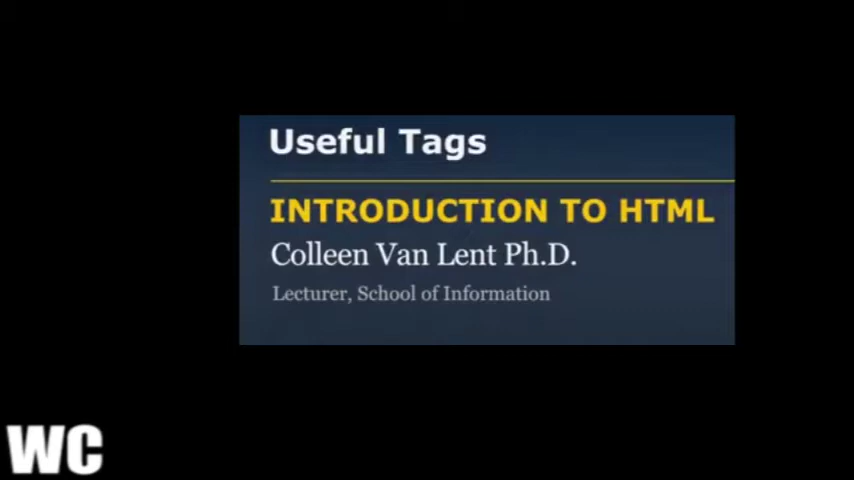 Useful Tags
INTRODUCTION TO HTML
Colleen Van Lent Ph.D.
Lecturer, School of Information
WC